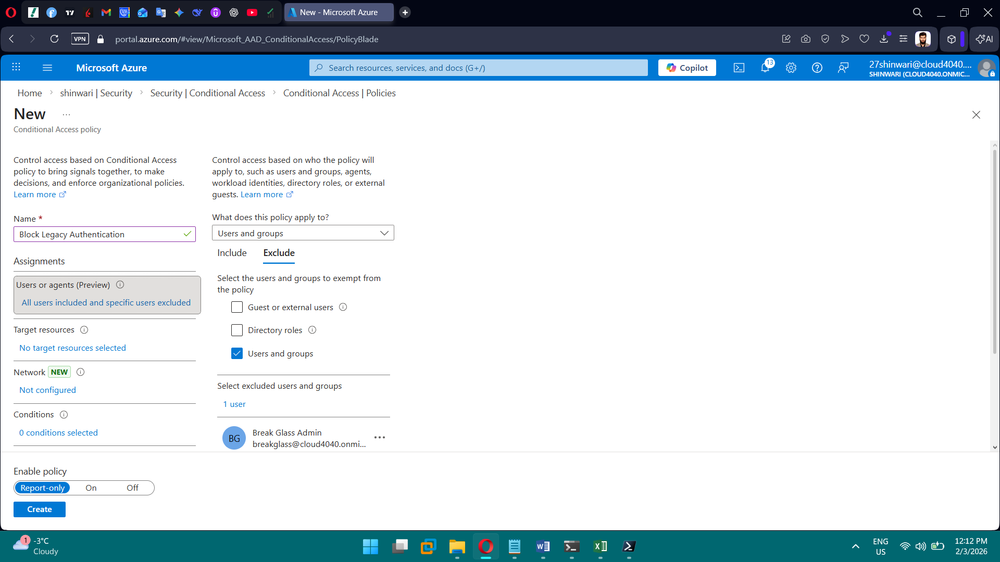 New - Microsoft Azure
VPN
portal.azure.com/#view/Microsoft_AAD_ConditionalAccess/PolicyBlade
AI
Microsoft Azure
Search resources, services, and docs (G+/)
Copilot
13
27shinwari@cloud4040....
SHINWARI (CLOUD4040.ONMIC...
Home > shinwari | Security > Security | Conditional Access > Conditional Access | Policies
New ...
Conditional Access policy
Control access based on Conditional Access
policy to bring signals together, to make
decisions, and enforce organizational policies.
Learn more
Name *
Block Legacy Authentication
Assignments
Users or agents (Preview)
All users included and specific users excluded
Target resources
No target resources selected
Network NEW
Not configured
Conditions
0 conditions selected
Control access based on who the policy will
apply to, such as users and groups, agents,
workload identities, directory roles, or external
guests. Learn more
What does this policy apply to?
Users and groups
Include Exclude
Select the users and groups to exempt from
the policy
Guest or external users
Directory roles
Users and groups
Select excluded users and groups
1 user
BG
Break Glass Admin
breakglass@cloud4040.onmi...
Enable policy
Report-only On Off
Create
1
-3°C
Cloudy
ENG
US
12:12 PM
2/3/2026